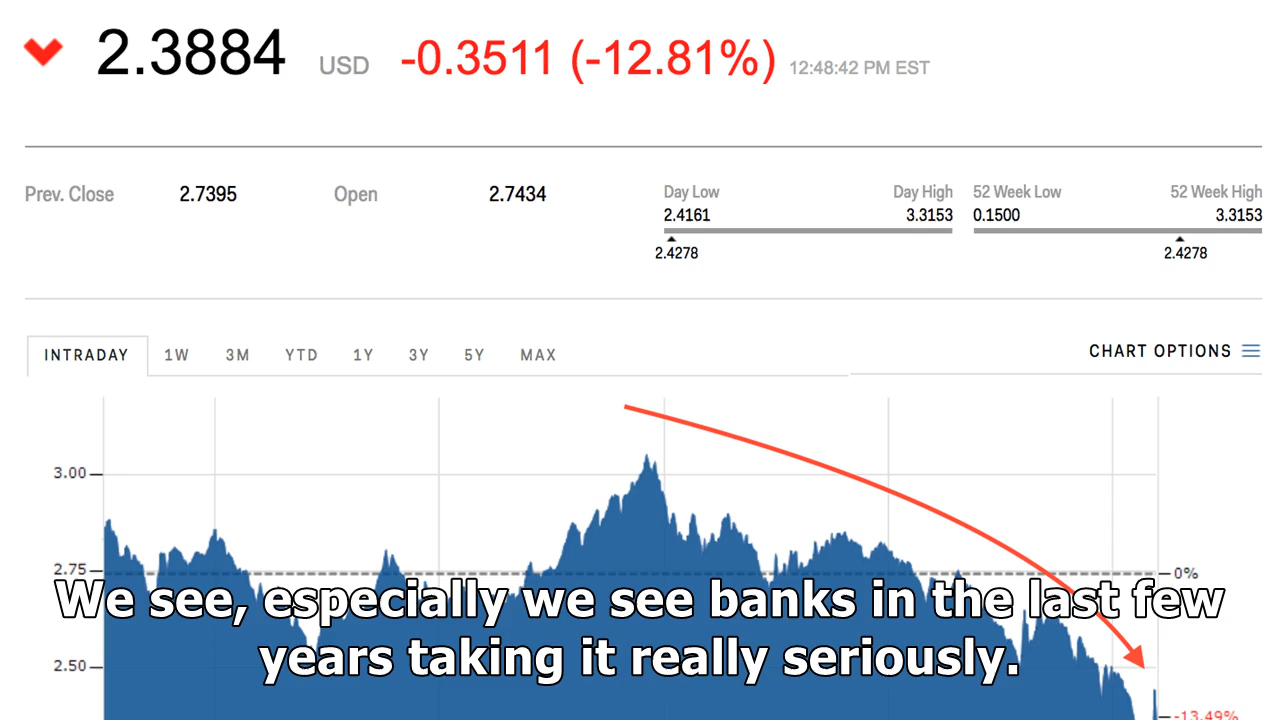 2.3884 USD -0.3511 (-12.81%) 12:48:42 PM EST
Prev. Close 2.7395 Open 2.7434 Day Low Day High 52 Week Low 52 Week High
2.4161 3.3153 0.1500 3.3153
2.4278 2.4278
INTRADAY 1W 3M YTD 1Y 3Y 5Y MAX CHART OPTIONS
3.00
2.75 0%
We see, especially we see banks in the last few
years taking it really seriously.
2.50
-13.49%